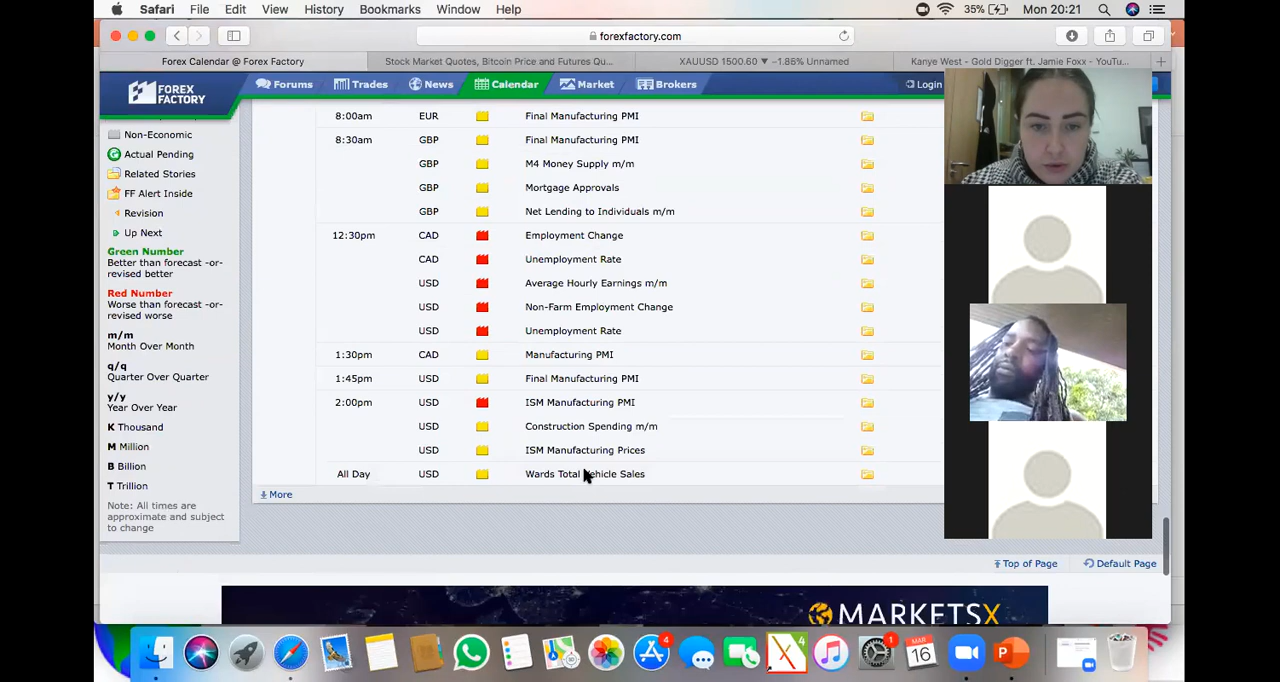 Safari File Edit View History Bookmarks Window Help 35% Mon 20:21
forexfactory.com
Forex Calendar @ Forex Factory
Stock Market Quotes, Bitcoin Price and Futures Qu...
XAUUSD 1500.60 ▼ −1.86% Unnamed
Kanye West - Gold Digger ft. Jamie Foxx - YouTu...
FOREX
FACTORY
Forums Trades News Calendar Market Brokers Login
Non-Economic
Actual Pending
Related Stories
FF Alert Inside
Revision
Up Next
Green Number
Better than forecast -or-
revised better
Red Number
Worse than forecast -or-
revised worse
m/m
Month Over Month
q/q
Quarter Over Quarter
y/y
Year Over Year
K Thousand
M Million
B Billion
T Trillion
Note: All times are
approximate and subject
to change
8:00am EUR Final Manufacturing PMI
8:30am GBP Final Manufacturing PMI
GBP M4 Money Supply m/m
GBP Mortgage Approvals
GBP Net Lending to Individuals m/m
12:30pm CAD Employment Change
CAD Unemployment Rate
USD Average Hourly Earnings m/m
USD Non-Farm Employment Change
USD Unemployment Rate
1:30pm CAD Manufacturing PMI
1:45pm USD Final Manufacturing PMI
2:00pm USD ISM Manufacturing PMI
USD Construction Spending m/m
USD ISM Manufacturing Prices
All Day USD Wards Total Vehicle Sales
More
Top of Page Default Page
MARKETSX
4
4
1
MAR
16
P